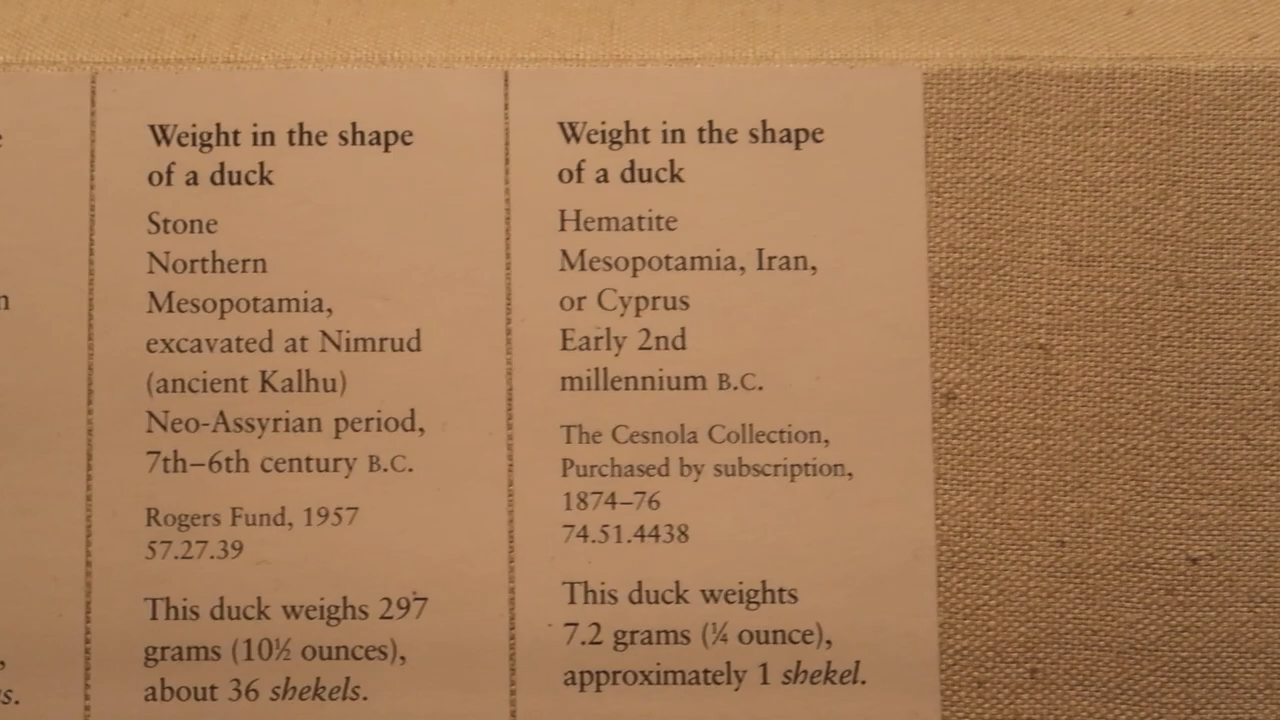 Weight in the shape
of a duck
Stone
Northern
Mesopotamia,
excavated at Nimrud
(ancient Kalhu)
Neo-Assyrian period,
7th–6th century B.C.
Rogers Fund, 1957
57.27.39
This duck weighs 297
grams (10½ ounces),
about 36 shekels.
Weight in the shape
of a duck
Hematite
Mesopotamia, Iran,
or Cyprus
Early 2nd
millennium B.C.
The Cesnola Collection,
Purchased by subscription,
1874–76
74.51.4438
This duck weights
7.2 grams (¼ ounce),
approximately 1 shekel.